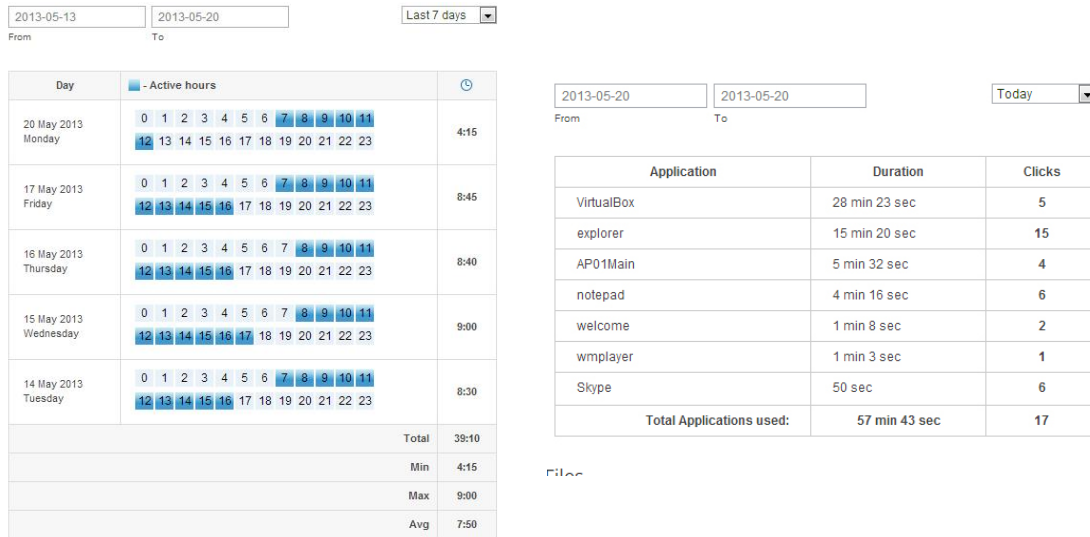 2013-05-13 2013-05-20 Last 7 days
From To
Day - Active hours
20 May 2013
Monday
0 1 2 3 4 5 6 7 8 9 10 11
12 13 14 15 16 17 18 19 20 21 22 23
4:15
17 May 2013
Friday
0 1 2 3 4 5 6 7 8 9 10 11
12 13 14 15 16 17 18 19 20 21 22 23
8:45
16 May 2013
Thursday
0 1 2 3 4 5 6 7 8 9 10 11
12 13 14 15 16 17 18 19 20 21 22 23
8:40
15 May 2013
Wednesday
0 1 2 3 4 5 6 7 8 9 10 11
12 13 14 15 16 17 18 19 20 21 22 23
9:00
14 May 2013
Tuesday
0 1 2 3 4 5 6 7 8 9 10 11
12 13 14 15 16 17 18 19 20 21 22 23
8:30
Total 39:10
Min 4:15
Max 9:00
Avg 7:50
2013-05-20 2013-05-20 Today
From To
Application Duration Clicks
VirtualBox 28 min 23 sec 5
explorer 15 min 20 sec 15
AP01Main 5 min 32 sec 4
notepad 4 min 16 sec 6
welcome 1 min 8 sec 2
wmplayer 1 min 3 sec 1
Skype 50 sec 6
Total Applications used: 57 min 43 sec 17
Files